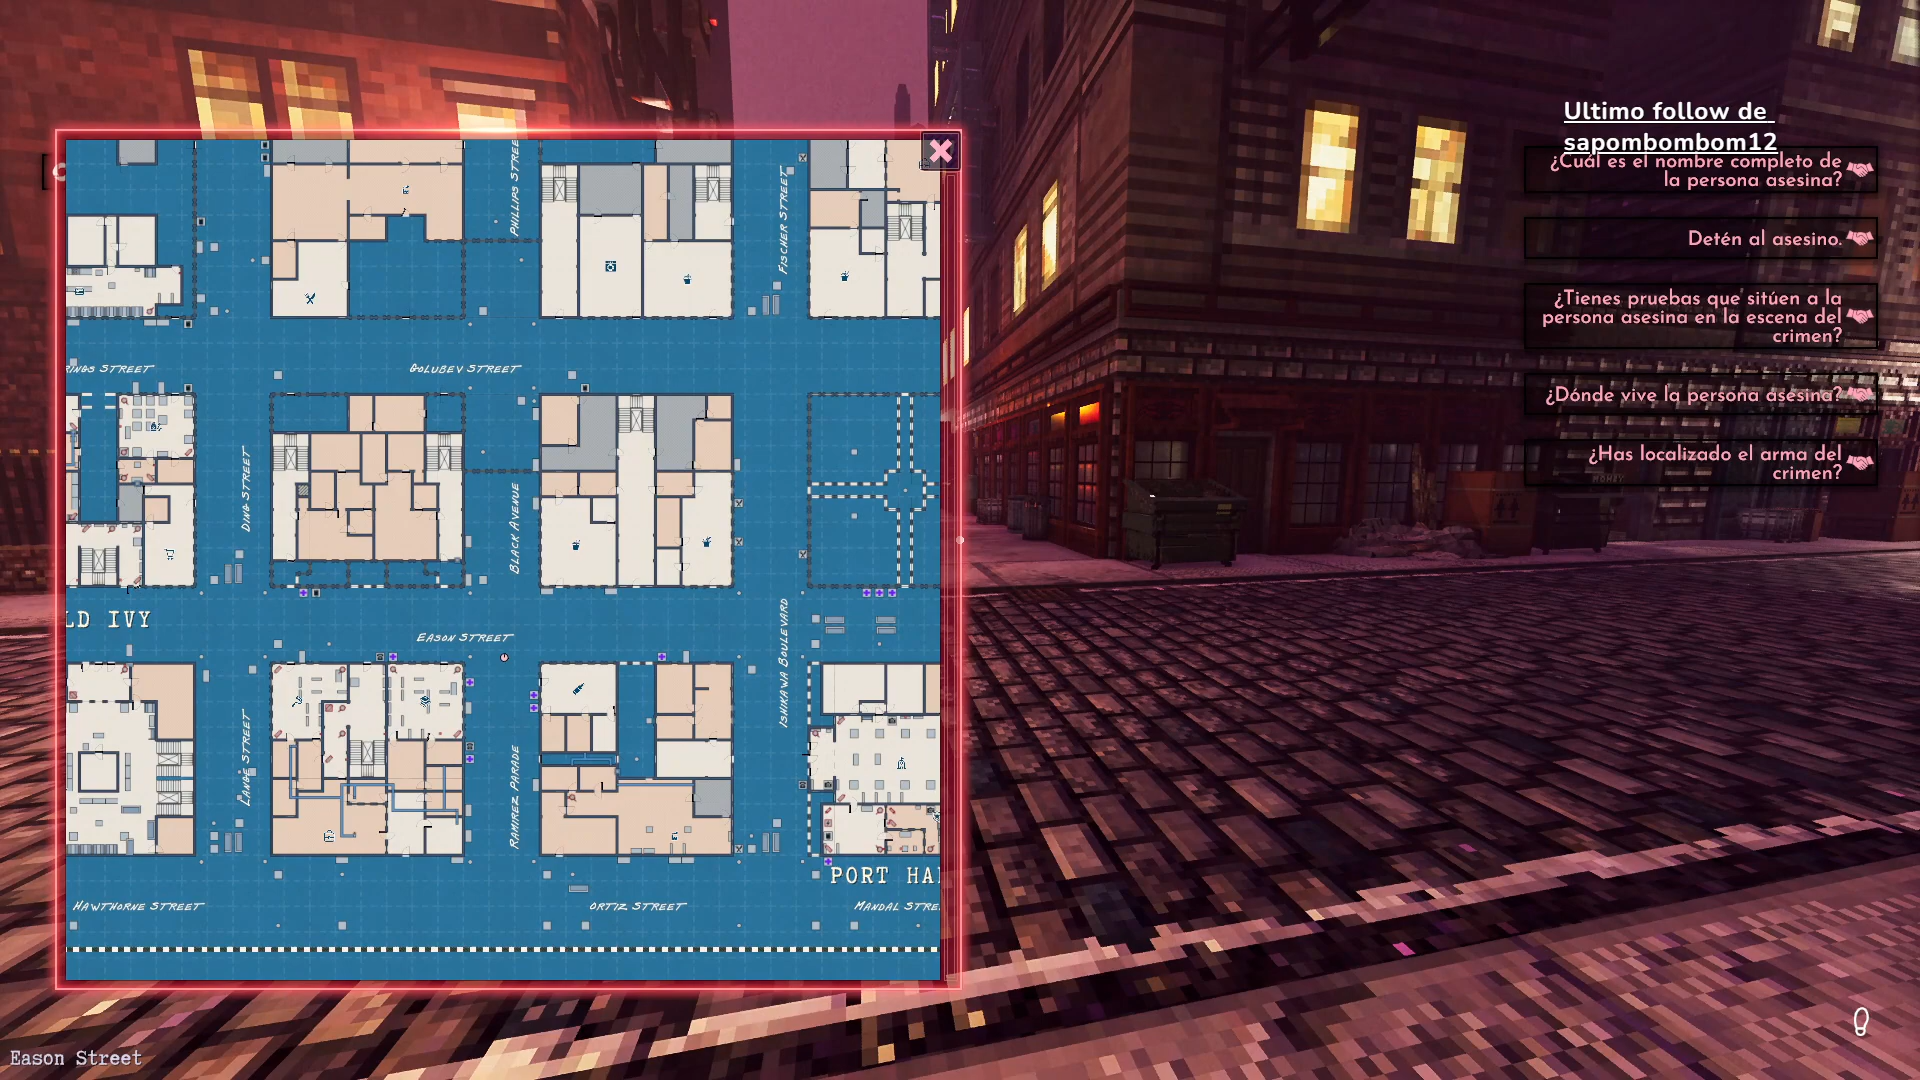 Ultimo follow de
sapombombom12
¿Cuál es el nombre completo de
la persona asesina?
Detén al asesino.
¿Tienes pruebas que sitúen a la
persona asesina en la escena del
crimen?
¿Dónde vive la persona asesina?
¿Has localizado el arma del
crimen?
PHILLIPS STREE
FISCHER STREET
RINGS STREET
GOLUBEV STREET
DING STREET
BLACK AVENUE
LD IVY
EASON STREET
ISHIKAWA BOULEVARD
LANGE STREET
RAMIREZ PARADE
PORT HA
HAWTHORNE STREET
ORTIZ STREET
MANDAL STRE
Eason Street